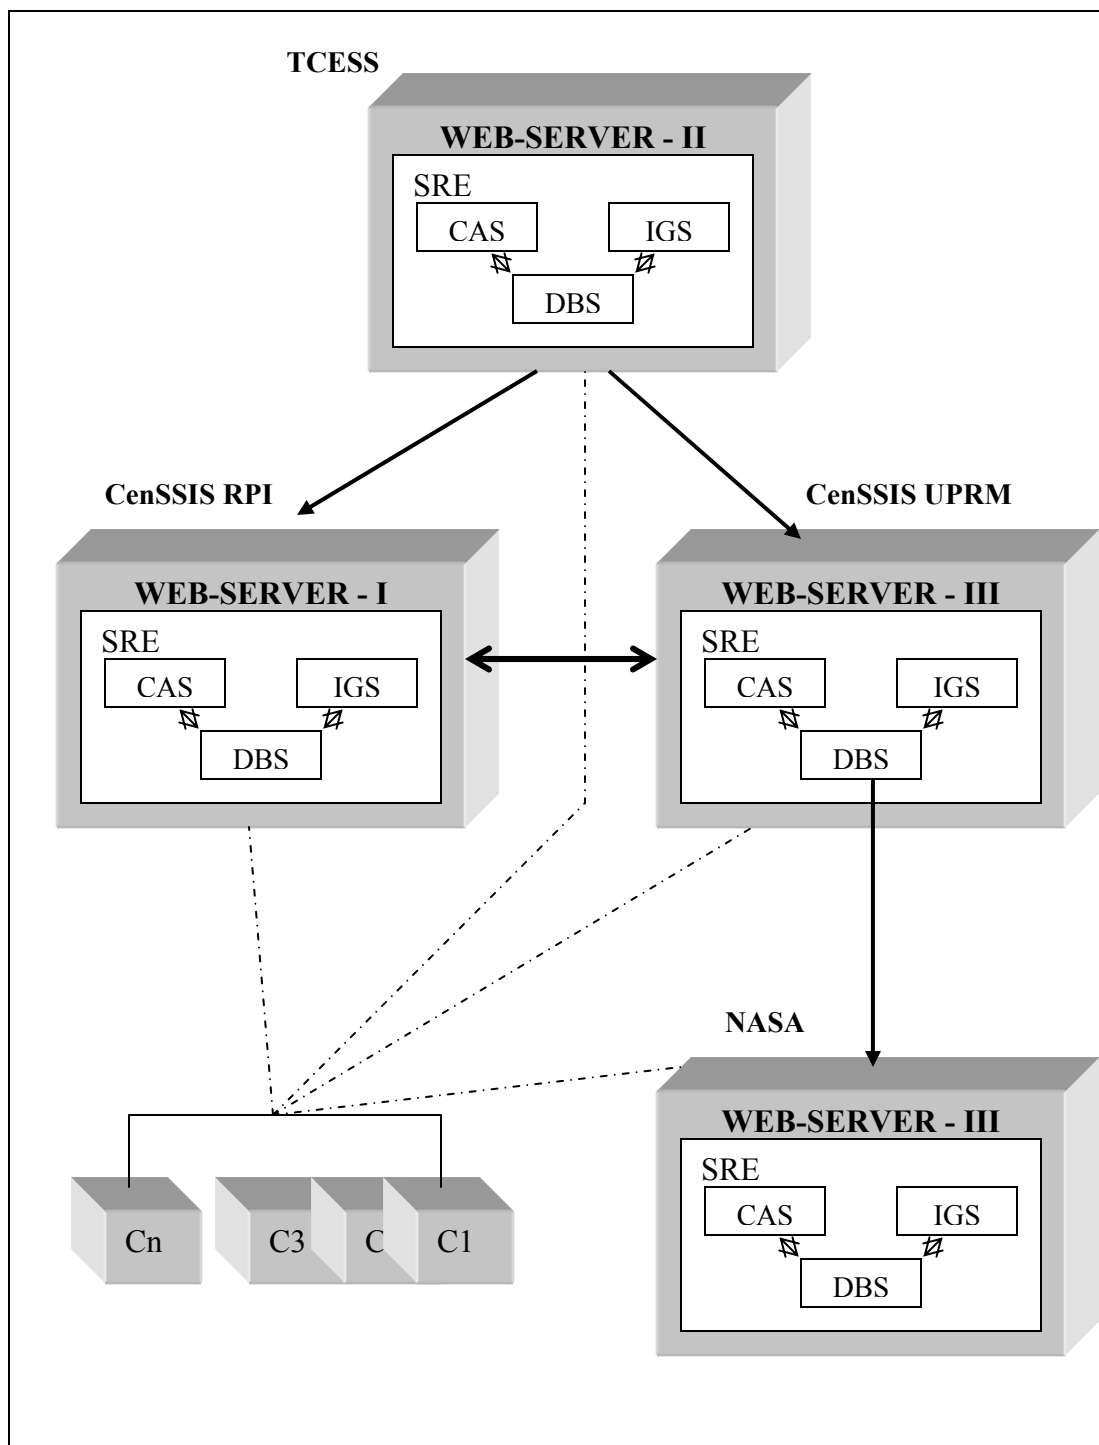 TCESS
WEB-SERVER - II
SRE
CAS
IGS
DBS
CenSSIS RPI
CenSSIS UPRM
WEB-SERVER - I
SRE
CAS
IGS
DBS
WEB-SERVER - III
SRE
CAS
IGS
DBS
NASA
WEB-SERVER - III
SRE
CAS
IGS
DBS
Cn
C3
C
C1